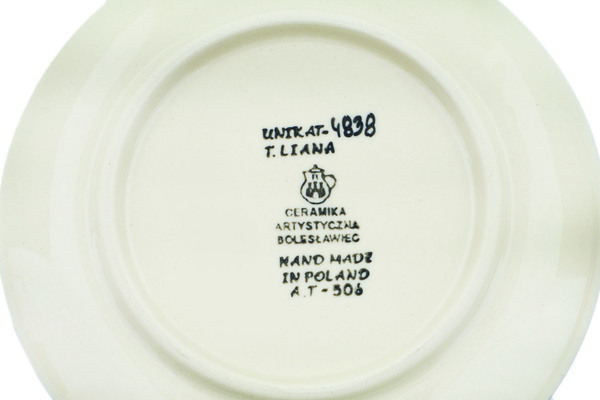 UNIKAT-4838
T. LIANA
CERAMIKA
ARTYSTYCZNA
BOLESŁAWIEC
HAND MADE
IN POLAND
A.T-506